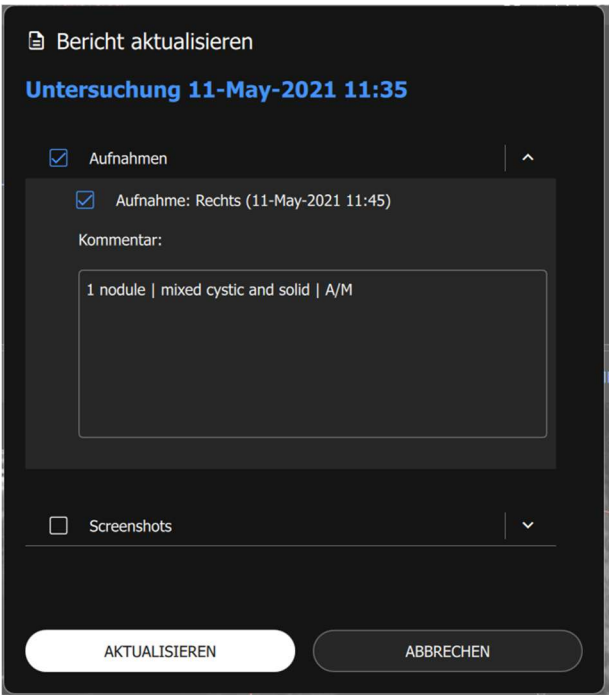 Bericht aktualisieren
Untersuchung 11-May-2021 11:35
Aufnahmen
Aufnahme: Rechts (11-May-2021 11:45)
Kommentar:
1 nodule | mixed cystic and solid | A/M
Screenshots
AKTUALISIEREN
ABBRECHEN